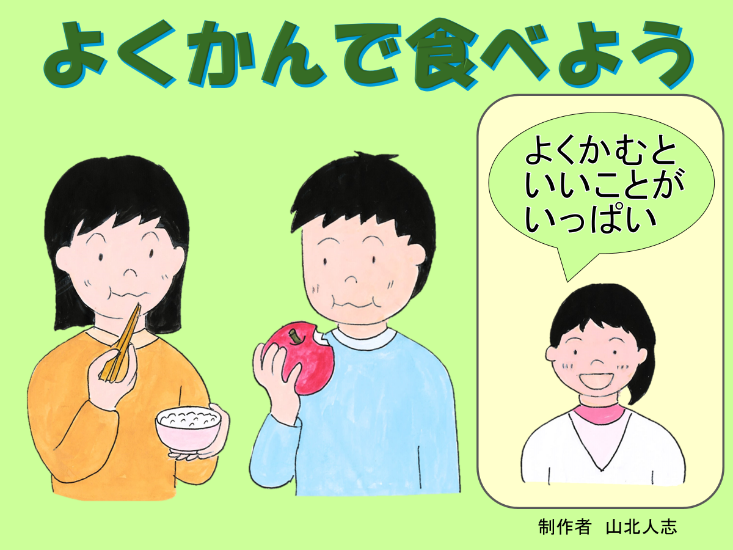 よくかんで食べよう
よくかむと
いいことが
いっぱい
制作者 山北人志